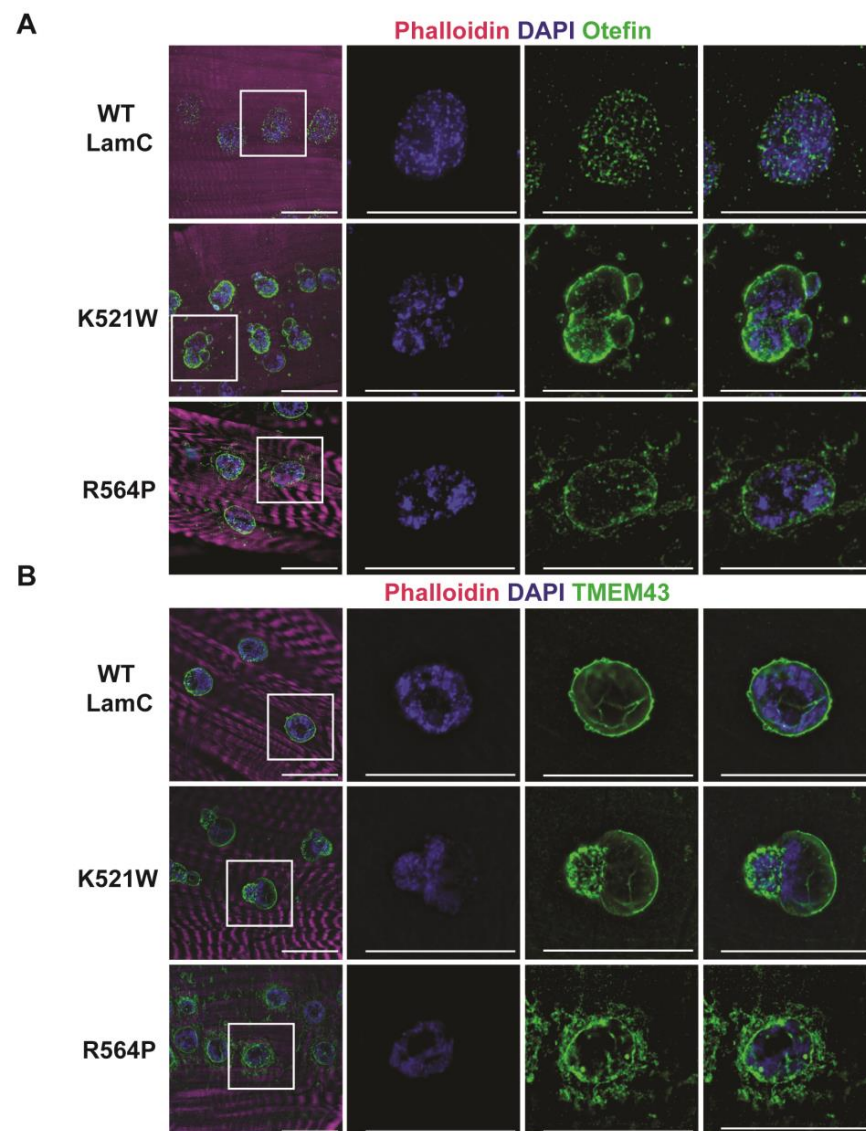 A
Phalloidin DAPI Otefin
WT
LamC
K521W
R564P
B
Phalloidin DAPI TMEM43
WT
LamC
K521W
R564P